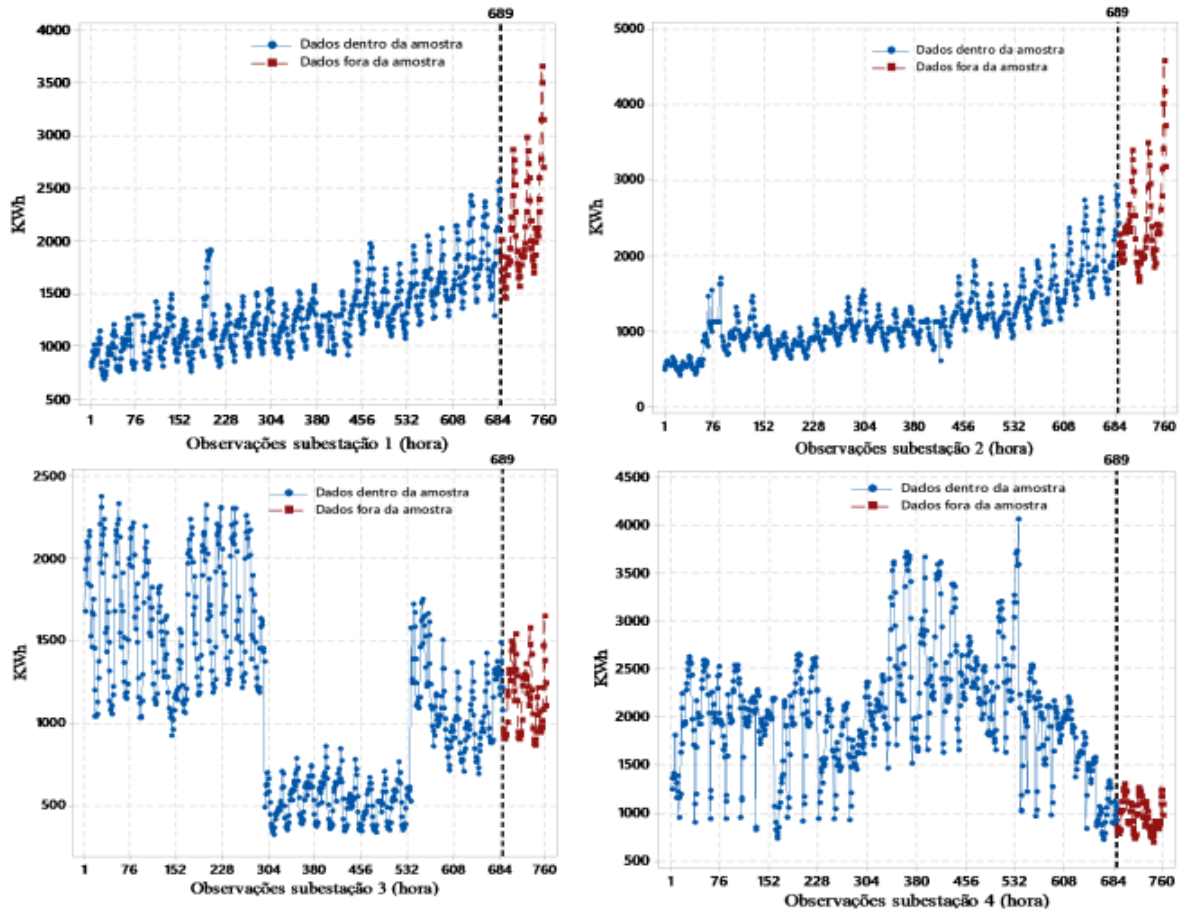 689
4000
3500
3000
2500
2000
1500
1000
500
KWh
Dados dentro da amostra
Dados fora da amostra
1 76 152 228 304 380 456 532 608 684 760
Observações subestação 1 (hora)
689
5000
4000
3000
2000
1000
0
KWh
Dados dentro da amostra
Dados fora da amostra
1 76 152 228 304 380 456 532 608 684 760
Observações subestação 2 (hora)
689
2500
2000
1500
1000
500
KWh
Dados dentro da amostra
Dados fora da amostra
1 76 152 228 304 380 456 532 608 684 760
Observações subestação 3 (hora)
689
4500
4000
3500
3000
2500
2000
1500
1000
500
KWh
Dados dentro da amostra
Dados fora da amostra
1 76 152 228 304 380 456 532 608 684 760
Observações subestação 4 (hora)